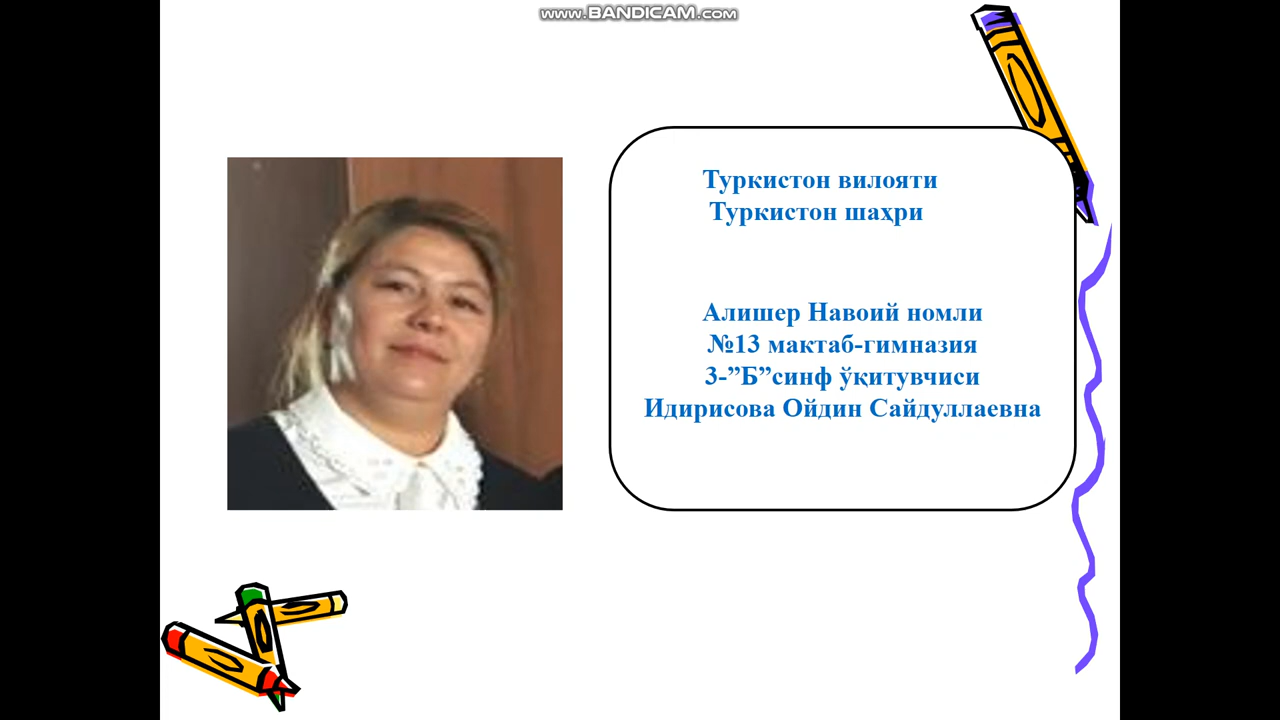 www.BANDICAM.com
Туркистон вилояти
Туркистон шаҳри
Алишер Навоий номли
№13 мактаб-гимназия
3-”Б”синф ўқитувчиси
Идирисова Ойдин Сайдуллаевна